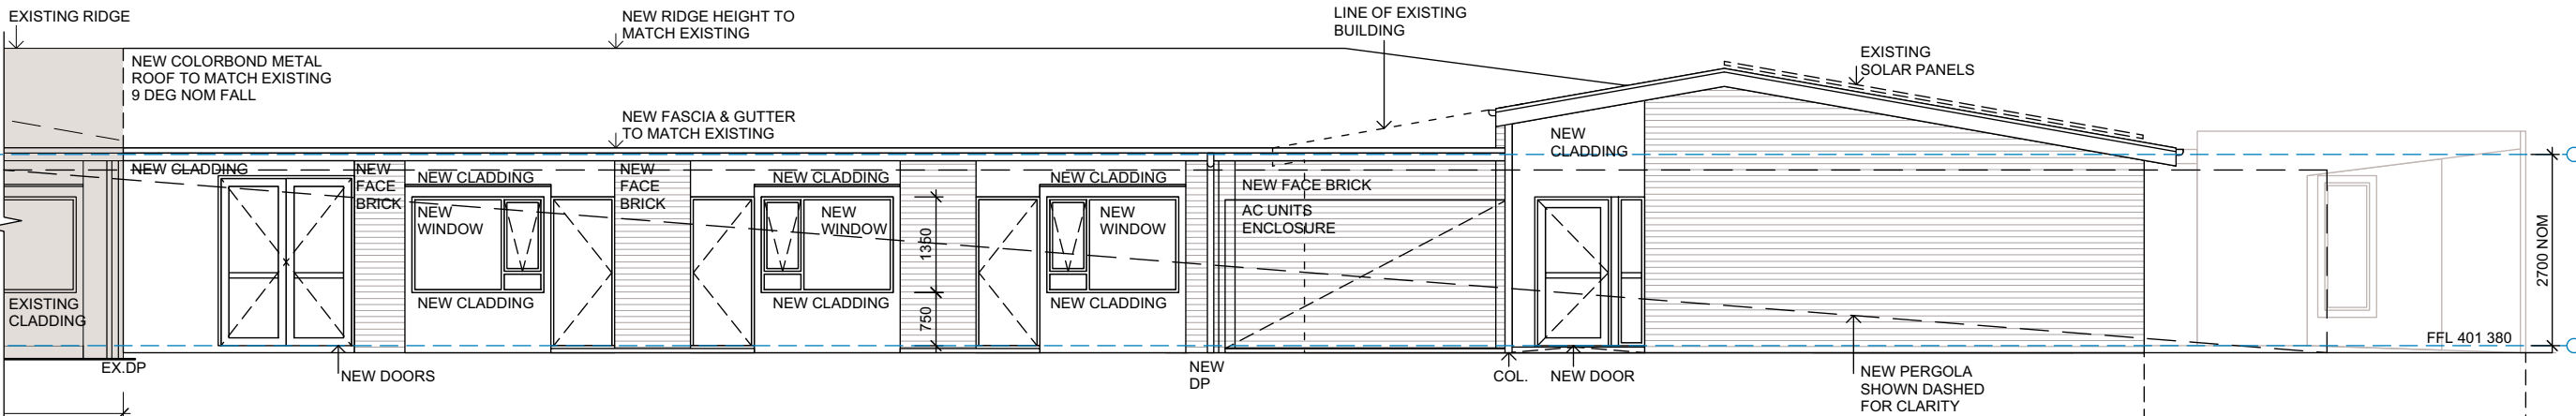 EXISTING RIDGE
NEW RIDGE HEIGHT TO
MATCH EXISTING
LINE OF EXISTING
BUILDING
NEW COLORBOND METAL
ROOF TO MATCH EXISTING
9 DEG NOM FALL
EXISTING
SOLAR PANELS
NEW FASCIA & GUTTER
TO MATCH EXISTING
NEW
CLADDING
NEW CLADDING
NEW
FACE
BRICK
NEW CLADDING
NEW
FACE
BRICK
NEW CLADDING
NEW CLADDING
NEW FACE BRICK
NEW
WINDOW
NEW
WINDOW
NEW
WINDOW
AC UNITS
ENCLOSURE
1350
2700 NOM
EXISTING
CLADDING
NEW CLADDING
NEW CLADDING
NEW CLADDING
750
FFL 401 380
EX.DP
NEW DOORS
NEW
DP
COL.
NEW DOOR
NEW PERGOLA
SHOWN DASHED
FOR CLARITY